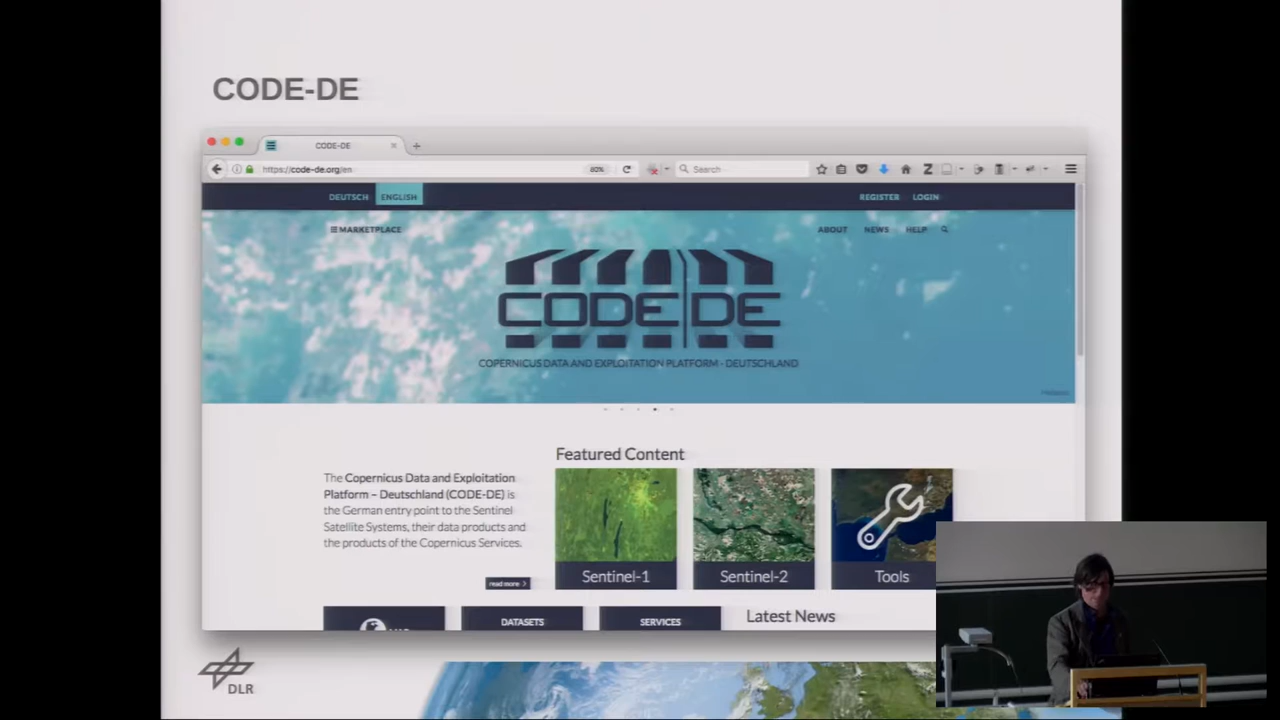 CODE-DE
CODE-DE
https://code-de.org/en
80%
Search
DEUTSCH ENGLISH
REGISTER LOGIN
MARKETPLACE
ABOUT NEWS HELP
CODE DE
COPERNICUS DATA AND EXPLOITATION PLATFORM - DEUTSCHLAND
The Copernicus Data and Exploitation
Platform – Deutschland (CODE-DE) is
the German entry point to the Sentinel
Satellite Systems, their data products and
the products of the Copernicus Services.
read more
Featured Content
Sentinel-1
Sentinel-2
Tools
DATASETS
SERVICES
Latest News
DLR